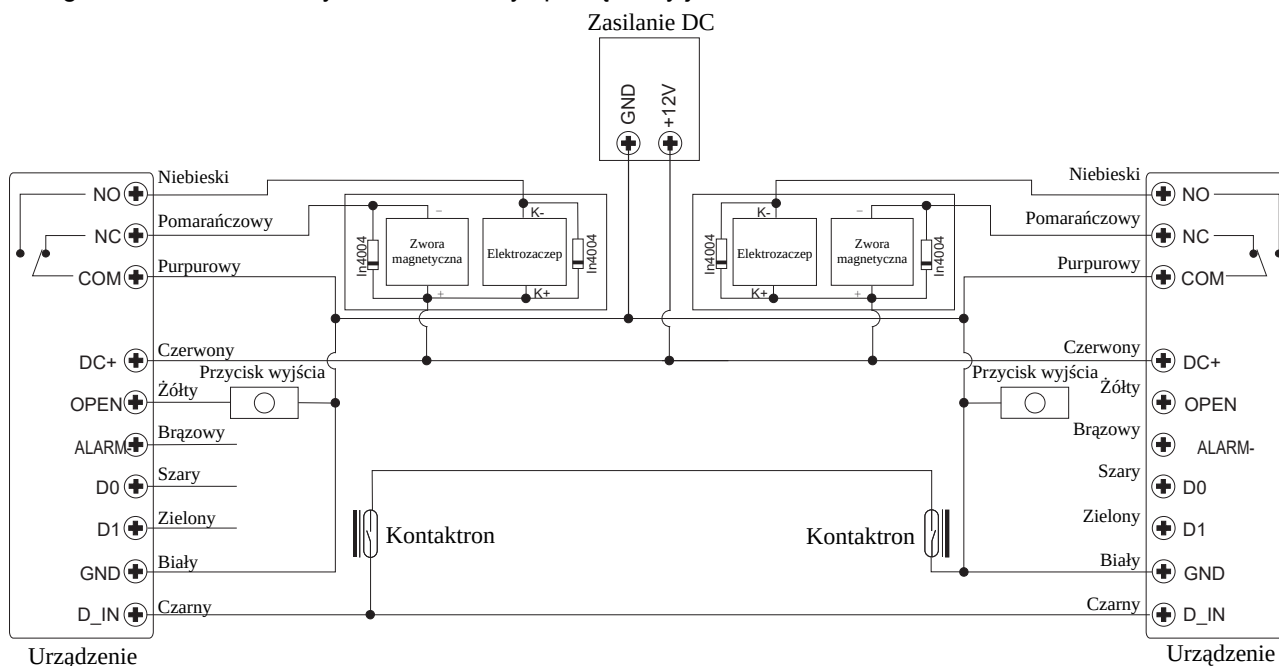 Zasilanie DC
GND
+12V
NO
Niebieski
NC
Pomarańczowy
COM
Purpurowy
DC+
Czerwony
Przycisk wyjścia
OPEN
Żółty
ALARM-
Brązowy
D0
Szary
D1
Zielony
GND
Biały
D_IN
Czarny
Urządzenie
In4004
−
Zwora
magnetyczna
+
K-
Elektrozaczep
K+
In4004
In4004
K-
Elektrozaczep
K+
−
Zwora
magnetyczna
+
In4004
Kontaktron
Kontaktron
Niebieski
NO
Pomarańczowy
NC
Purpurowy
COM
Czerwony
DC+
Przycisk wyjścia
Żółty
OPEN
Brązowy
ALARM-
Szary
D0
Zielony
D1
Biały
GND
Czarny
D_IN
Urządzenie